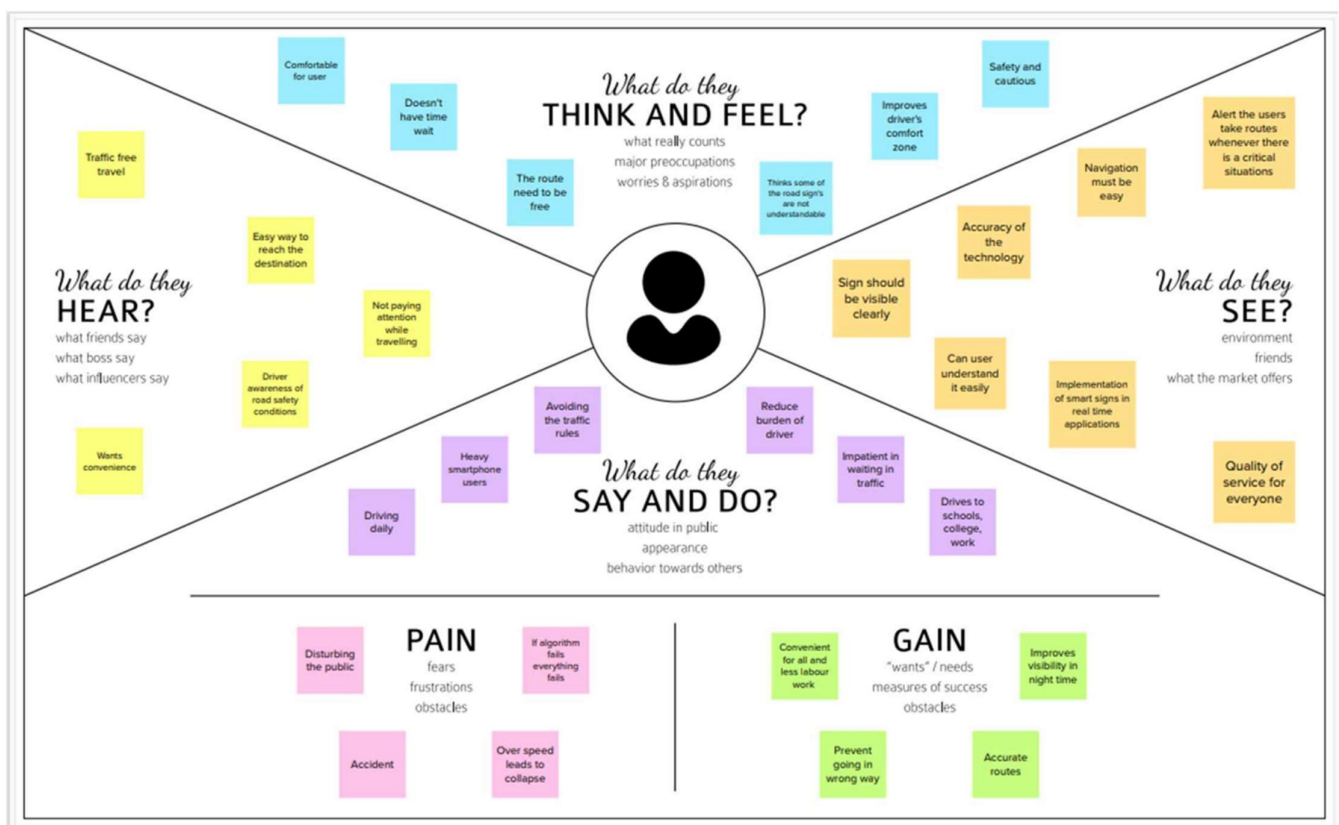 What do they
THINK AND FEEL?
what really counts
major preoccupations
worries & aspirations
Comfortable
for user
Doesn't
have time
wait
The route
need to be
free
Thinks some of
the road sign's
are not
understandable
Improves
driver's
comfort
zone
Safety and
cautious
What do they
HEAR?
what friends say
what boss say
what influencers say
Traffic free
travel
Easy way to
reach the
destination
Not paying
attention
while
travelling
Driver
awareness of
road safety
conditions
Wants
convenience
What do they
SEE?
environment
friends
what the market offers
Alert the users
take routes
whenever there
is a critical
situations
Navigation
must be
easy
Accuracy of
the
technology
Sign should
be visible
clearly
Can user
understand
it easily
Implementation
of smart signs in
real time
applications
Quality of
service for
everyone
What do they
SAY AND DO?
attitude in public
appearance
behavior towards others
Avoiding
the traffic
rules
Heavy
smartphone
users
Driving
daily
Reduce
burden of
driver
Impatient in
waiting in
traffic
Drives to
schools,
college,
work
PAIN
fears
frustrations
obstacles
Disturbing
the public
If algorithm
fails
everything
fails
Accident
Over speed
leads to
collapse
GAIN
"wants" / needs
measures of success
obstacles
Convenient
for all and
less labour
work
Improves
visibility in
night time
Prevent
going in
wrong way
Accurate
routes